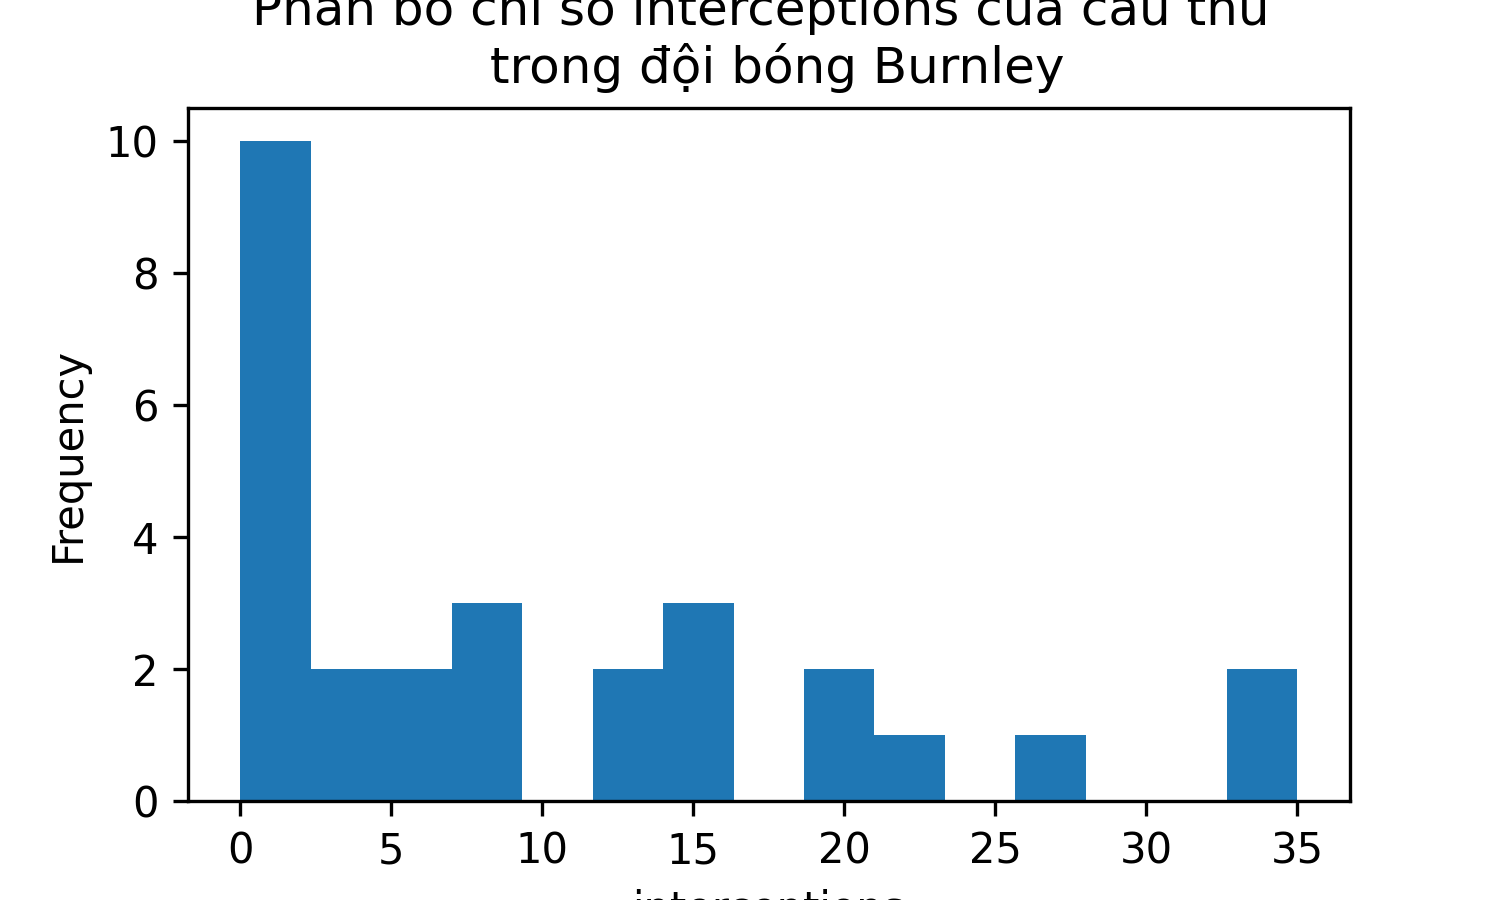 Phân bố chỉ số interceptions của cầu thủ
trong đội bóng Burnley
10
8
6
4
2
0
Frequency
0 5 10 15 20 25 30 35
interceptions